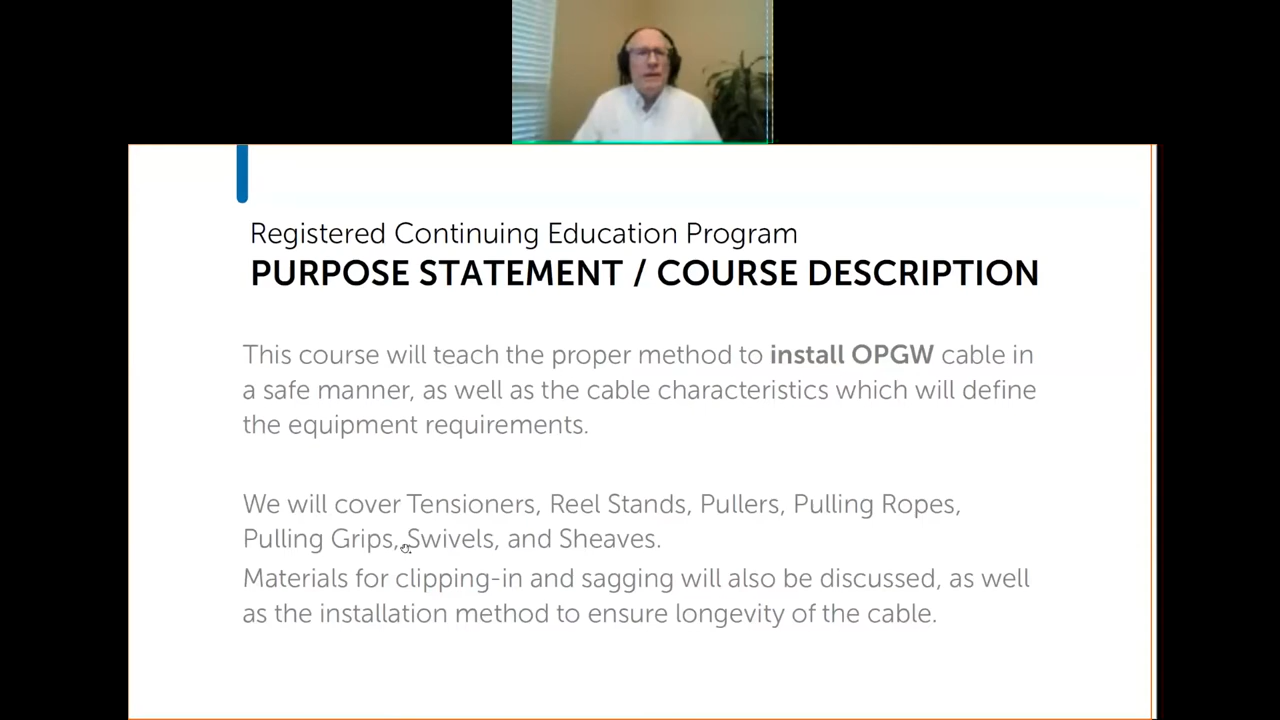 Registered Continuing Education Program
PURPOSE STATEMENT / COURSE DESCRIPTION
This course will teach the proper method to install OPGW cable in
a safe manner, as well as the cable characteristics which will define
the equipment requirements.
We will cover Tensioners, Reel Stands, Pullers, Pulling Ropes,
Pulling Grips, Swivels, and Sheaves.
Materials for clipping-in and sagging will also be discussed, as well
as the installation method to ensure longevity of the cable.